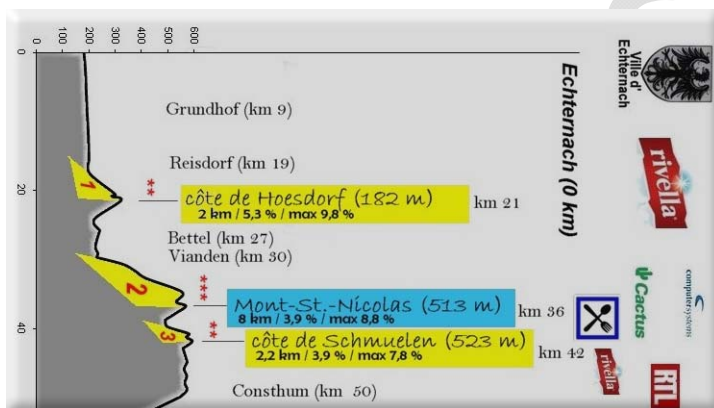 0
100
200
300
400
500
600
Ville d'
Echternach
0
Echternach (0 km)
Grundhof (km 9)
rivella
Reisdorf (km 19)
1
**
20
côte de Hoesdorf (182 m)
2 km / 5,3 % / max 9,8 %
km 21
Bettel (km 27)
Vianden (km 30)
2
***
Cactus
computersystems
Mont-St.-Nicolas (513 m)
8 km / 3,9 % / max 8,8 %
km 36
3
**
40
côte de Schmuelen (523 m)
2,2 km / 3,9 % / max 7,8 %
km 42
rivella
RTL
Consthum (km 50)